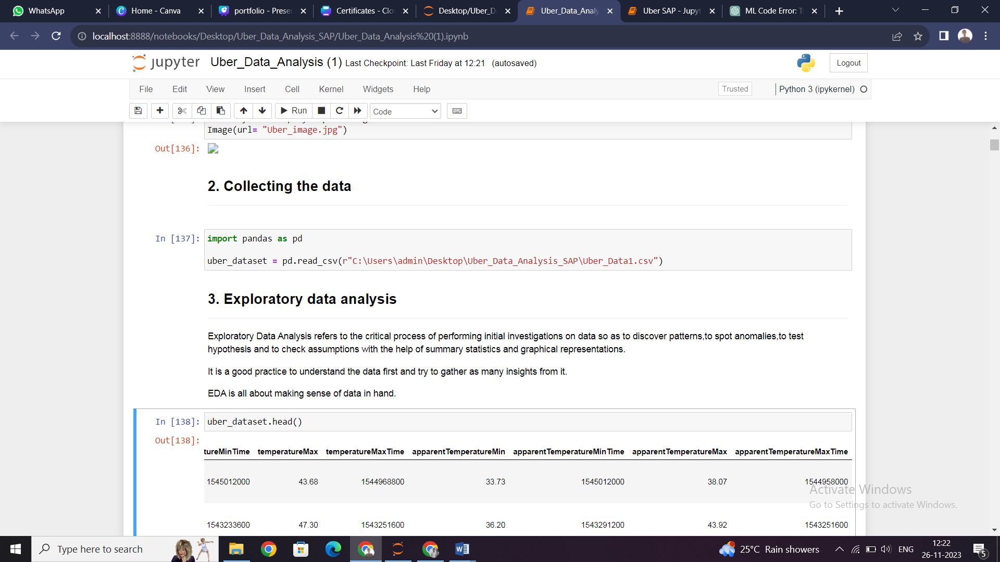 WhatsApp
Home - Canva
portfolio - Presen
Certificates - Clo
Desktop/Uber_D
Uber_Data_Analy
Uber SAP - Jupyt
ML Code Error: T
localhost:8888/notebooks/Desktop/Uber_Data_Analysis_SAP/Uber_Data_Analysis%20(1).ipynb
jupyter Uber_Data_Analysis (1) Last Checkpoint: Last Friday at 12:21 (autosaved)
Logout
File Edit View Insert Cell Kernel Widgets Help
Trusted
Python 3 (ipykernel)
Run
Code
Image(url= "Uber_image.jpg")
Out[136]:
2. Collecting the data
In [137]: import pandas as pd
uber_dataset = pd.read_csv(r"C:\Users\admin\Desktop\Uber_Data_Analysis_SAP\Uber_Data1.csv")
3. Exploratory data analysis
Exploratory Data Analysis refers to the critical process of performing initial investigations on data so as to discover patterns,to spot anomalies,to test
hypothesis and to check assumptions with the help of summary statistics and graphical representations.
It is a good practice to understand the data first and try to gather as many insights from it.
EDA is all about making sense of data in hand.
In [138]: uber_dataset.head()
Out[138]:
tureMinTime temperatureMax temperatureMaxTime apparentTemperatureMin apparentTemperatureMinTime apparentTemperatureMax apparentTemperatureMaxTime
1545012000 43.68 1544968800 33.73 1545012000 38.07 1544958000
1543233600 47.30 1543251600 36.20 1543291200 43.92 1543251600
Activate Windows
Go to Settings to activate Windows.
Type here to search
25°C Rain showers
ENG
12:22
26-11-2023
5